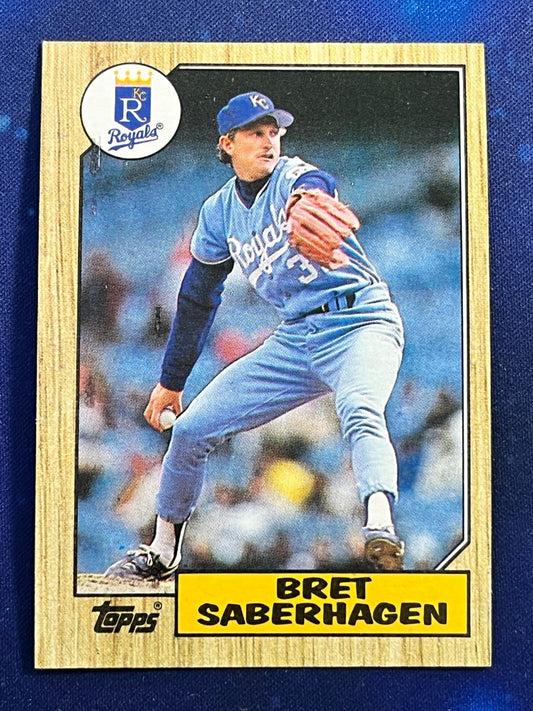 KC
R
Royals®
KC
Royals
3
topps®
BRET
SABERHAGEN